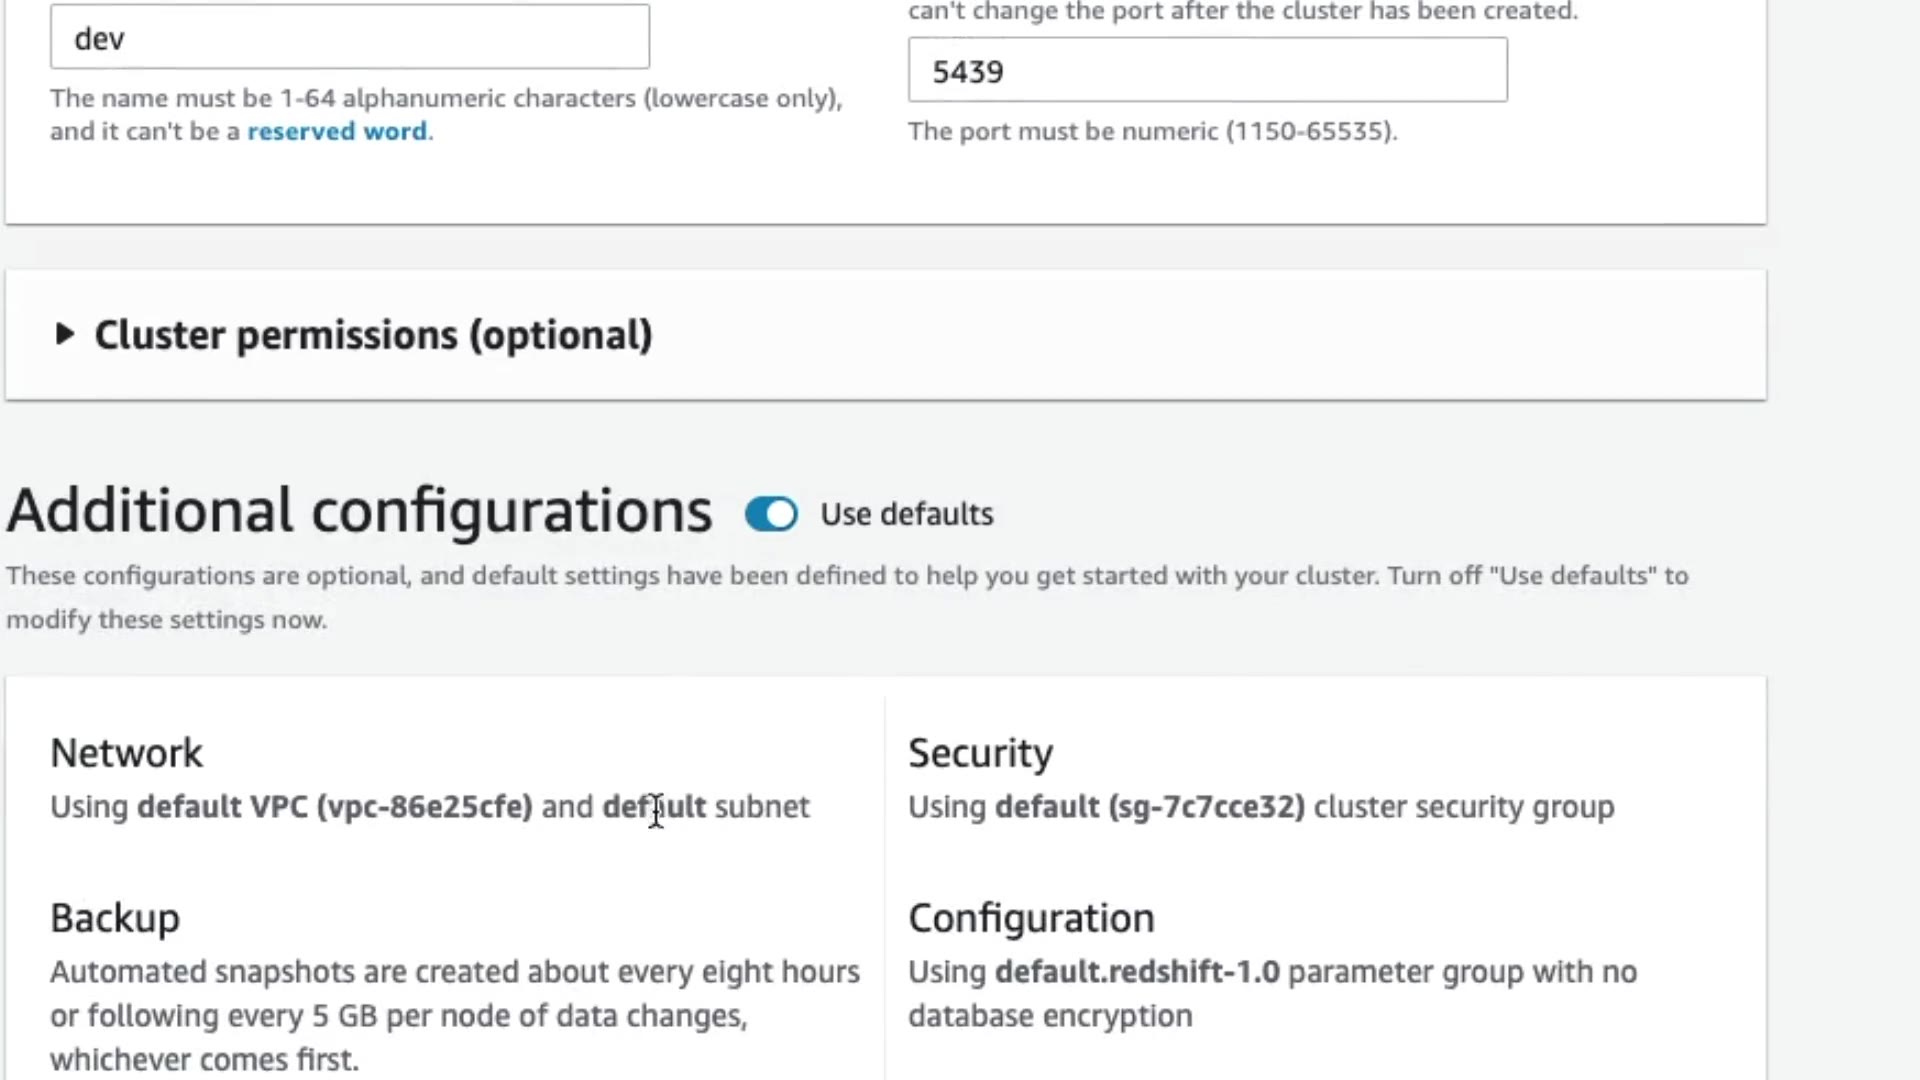 dev
The name must be 1-64 alphanumeric characters (lowercase only),
and it can't be a reserved word.
can't change the port after the cluster has been created.
5439
The port must be numeric (1150-65535).
Cluster permissions (optional)
Additional configurations
Use defaults
These configurations are optional, and default settings have been defined to help you get started with your cluster. Turn off "Use defaults" to
modify these settings now.
Network
Using default VPC (vpc-86e25cfe) and default subnet
Security
Using default (sg-7c7cce32) cluster security group
Backup
Automated snapshots are created about every eight hours
or following every 5 GB per node of data changes,
whichever comes first.
Configuration
Using default.redshift-1.0 parameter group with no
database encryption